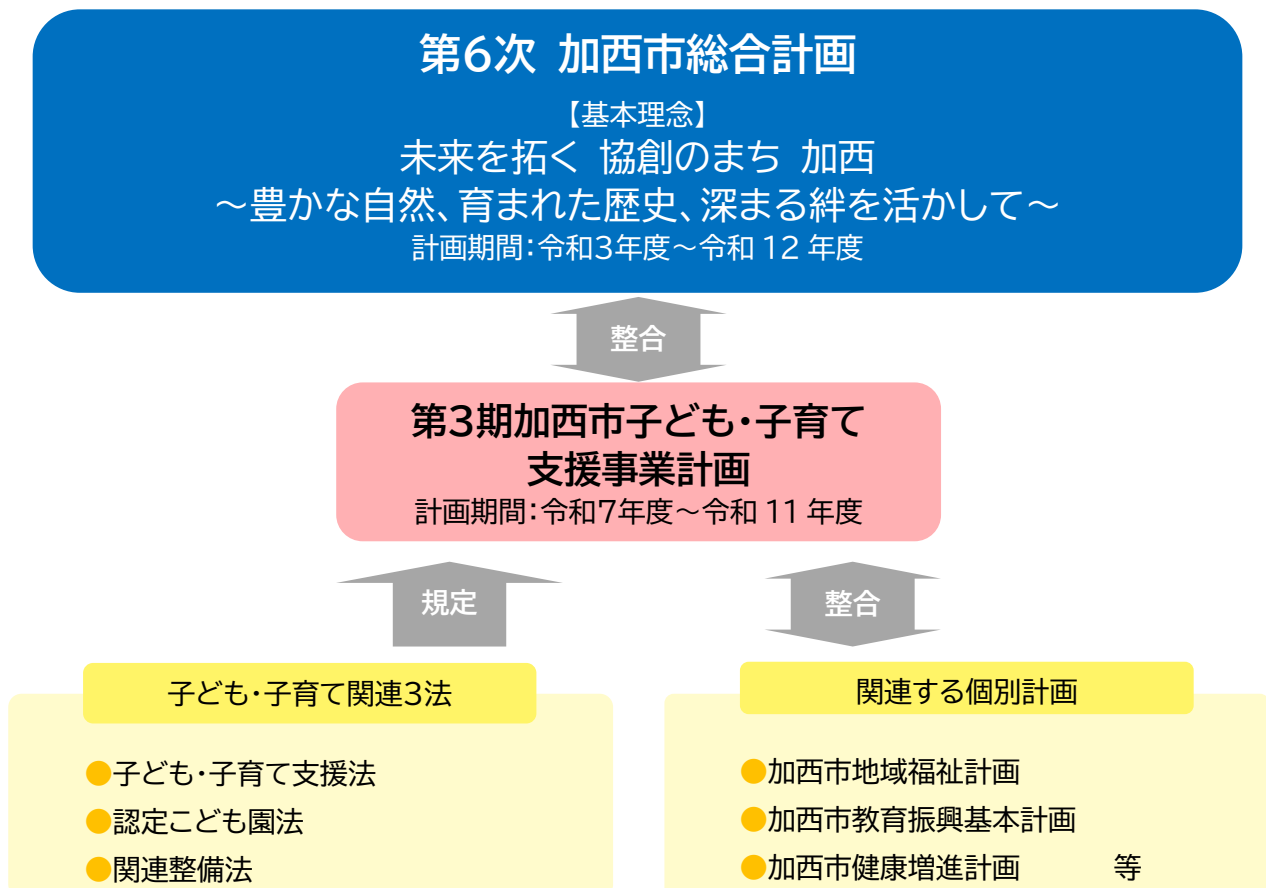 第6次 加西市総合計画
【基本理念】
未来を拓く 協創のまち 加西
～豊かな自然、育まれた歴史、深まる絆を活かして～
計画期間：令和3年度～令和 12 年度
整合
第3期加西市子ども・子育て
支援事業計画
計画期間：令和7年度～令和 11 年度
規定
整合
子ども・子育て関連3法
●子ども・子育て支援法
●認定こども園法
●関連整備法
関連する個別計画
●加西市地域福祉計画
●加西市教育振興基本計画
●加西市健康増進計画 等